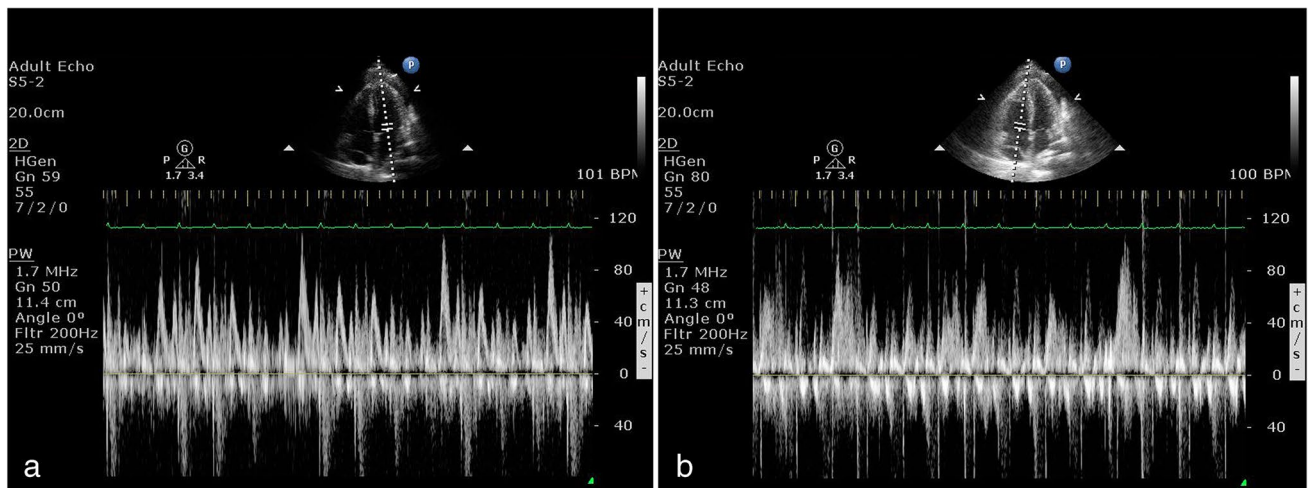 Adult Echo
S5-2
20.0cm
2D
HGen
Gn 59
55
7/2/0
PW
1.7 MHz
Gn 50
11.4 cm
Angle 0º
Fltr 200Hz
25 mm/s
P
G
P R
1.7 3.4
101 BPM
120
80
40
0
40
+
cm/s
-
a
Adult Echo
S5-2
20.0cm
2D
HGen
Gn 80
55
7/2/0
PW
1.7 MHz
Gn 48
11.3 cm
Angle 0º
Fltr 200Hz
25 mm/s
P
G
P R
1.7 3.4
100 BPM
120
80
40
0
40
+
cm/s
-
b